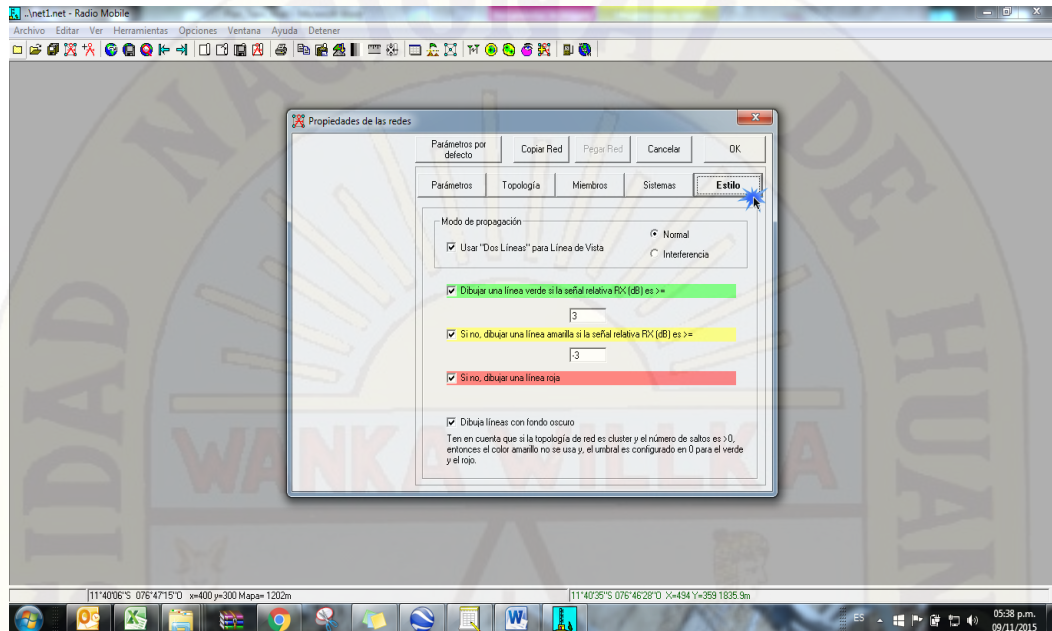 ..\net1.net - Radio Mobile
Archivo Editar Ver Herramientas Opciones Ventana Ayuda Detener
Propiedades de las redes
Parámetros por defecto
Copiar Red
Pegar Red
Cancelar
OK
Parámetros
Topología
Miembros
Sistemas
Estilo
Modo de propagación
Usar "Dos Líneas" para Línea de Vista
Normal
Interferencia
Dibujar una línea verde si la señal relativa RX (dB) es >=
3
Si no, dibujar una línea amarilla si la señal relativa RX (dB) es >=
-3
Si no, dibujar una línea roja
Dibuja líneas con fondo oscuro
Ten en cuenta que si la topología de red es cluster y el número de saltos es >0,
entonces el color amarillo no se usa y, el umbral es configurado en 0 para el verde
y el rojo.
NACIONAL DE HUAN
IDAD
WANKA WILLKA
11°40'06''S 076°47'15''O x=400 y=300 Mapa= 1202m
11°40'35''S 076°46'28''O X=494 Y=359 1835.9m
ES
05:38 p.m.
09/11/2015